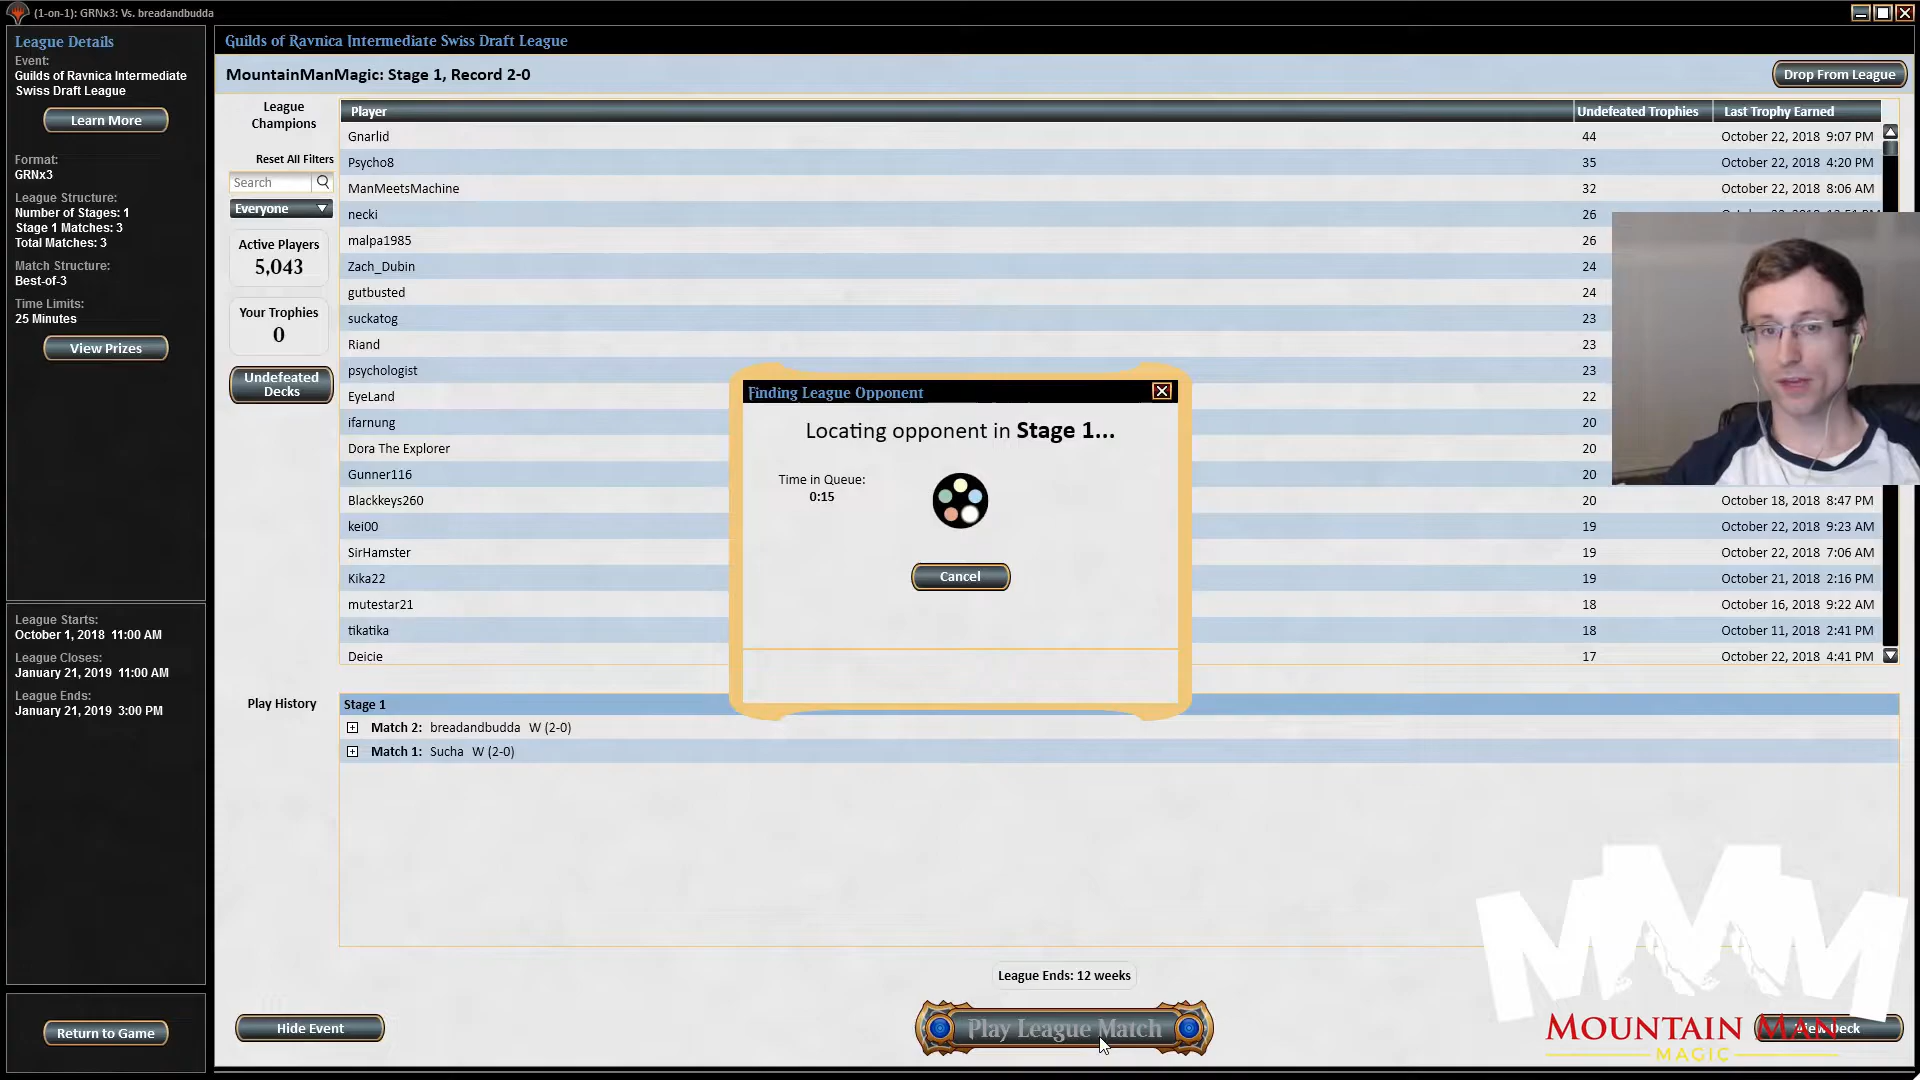 (1-on-1): GRNx3: Vs. breadandbudda
League Details
Event:
Guilds of Ravnica Intermediate
Swiss Draft League
Learn More
Format:
GRNx3
League Structure:
Number of Stages: 1
Stage 1 Matches: 3
Total Matches: 3
Match Structure:
Best-of-3
Time Limits:
25 Minutes
View Prizes
League Starts:
October 1, 2018 11:00 AM
League Closes:
January 21, 2019 11:00 AM
League Ends:
January 21, 2019 3:00 PM
Return to Game
Guilds of Ravnica Intermediate Swiss Draft League
MountainManMagic: Stage 1, Record 2-0
Drop From League
League
Champions
Reset All Filters
Search
Everyone
Active Players
5,043
Your Trophies
0
Undefeated
Decks
Player Undefeated Trophies Last Trophy Earned
Gnarlid 44 October 22, 2018 9:07 PM
Psycho8 35 October 22, 2018 4:20 PM
ManMeetsMachine 32 October 22, 2018 8:06 AM
necki 26
malpa1985 26
Zach_Dubin 24
gutbusted 24
suckatog 23
Riand 23
psychologist 23
EyeLand 22
ifarnung 20
Dora The Explorer 20
Gunner116 20
Blackkeys260 20 October 18, 2018 8:47 PM
kei00 19 October 22, 2018 9:23 AM
SirHamster 19 October 22, 2018 7:06 AM
Kika22 19 October 21, 2018 2:16 PM
mutestar21 18 October 16, 2018 9:22 AM
tikatika 18 October 11, 2018 2:41 PM
Deicie 17 October 22, 2018 4:41 PM
Finding League Opponent
Locating opponent in Stage 1...
Time in Queue:
0:15
Cancel
Play History
Stage 1
Match 2: breadandbudda W (2-0)
Match 1: Sucha W (2-0)
League Ends: 12 weeks
Hide Event
Play League Match
Deck
MMM
MOUNTAIN MAN
MAGIC